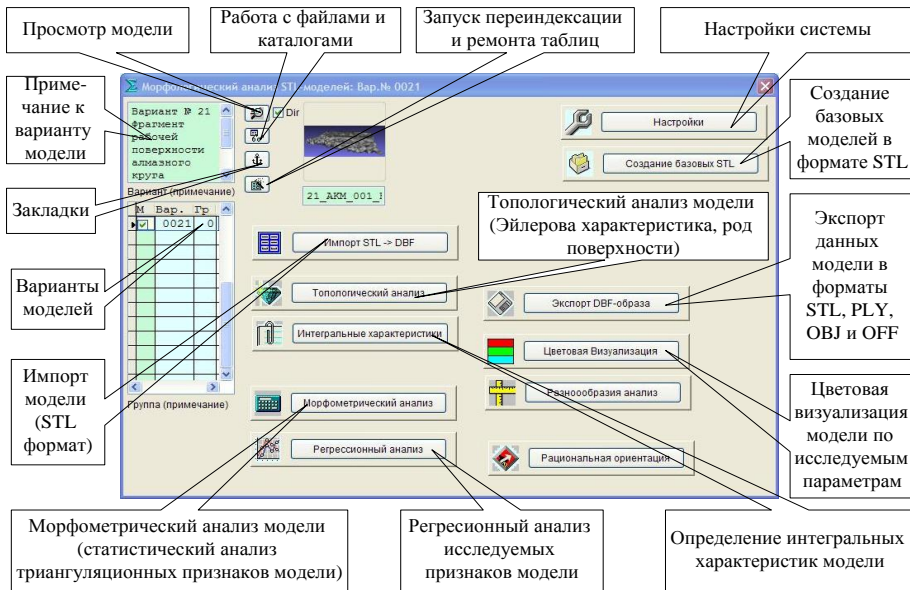 Просмотр модели
Работа с файлами и
каталогами
Запуск переиндексации
и ремонта таблиц
Настройки системы
Приме-
чание к
варианту
модели
Закладки
Варианты
моделей
Импорт
модели
(STL
формат)
Морфологический анализ STL-моделей: Вар.№ 0021
Вариант № 21
фрагмент
рабочей
поверхности
алмазного
круга
Dir
Вариант (примечание)
21_АКМ_001_
М Вар. Гр
0021 0
Группа (примечание)
Настройки
Создание базовых STL
Импорт STL -> DBF
Топологический анализ
Интегральные характеристики
Морфометрический анализ
Регрессионный анализ
Экспорт DBF-образа
Цветовая Визуализация
Разноообразия анализ
Рациональная ориентация
Топологический анализ модели
(Эйлерова характеристика, род
поверхности)
Создание
базовых
моделей в
формате STL
Экспорт
данных
модели в
форматы
STL, PLY,
OBJ и OFF
Цветовая
визуализация
модели по
исследуемым
параметрам
Морфометрический анализ модели
(статистический анализ
триангуляционных признаков модели)
Регресионный анализ
исследуемых
признаков модели
Определение интегральных
характеристик модели